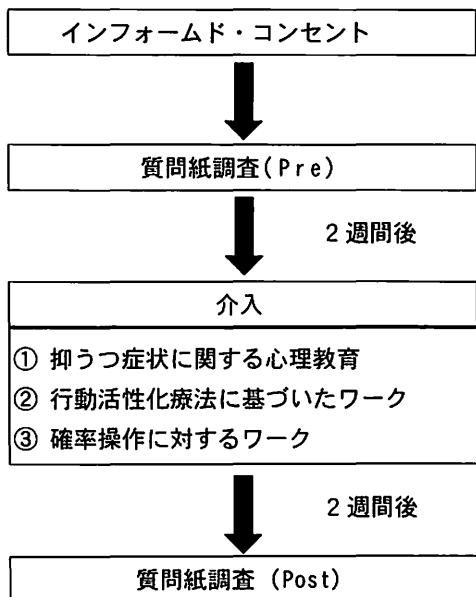 インフォームド・コンセント
質問紙調査(Pre)
2週間後
介入
① 抑うつ症状に関する心理教育
② 行動活性化療法に基づいたワーク
③ 確率操作に対するワーク
2週間後
質問紙調査 (Post)